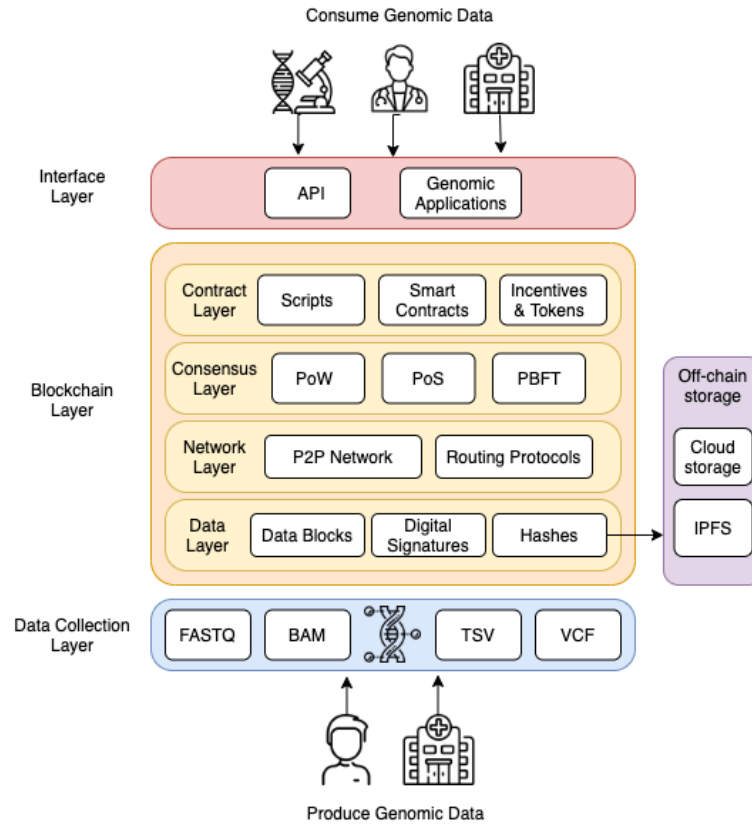 Consume Genomic Data
Interface
Layer
API
Genomic
Applications
Blockchain
Layer
Contract
Layer
Scripts
Smart
Contracts
Incentives
& Tokens
Consensus
Layer
PoW
PoS
PBFT
Network
Layer
P2P Network
Routing Protocols
Data
Layer
Data Blocks
Digital
Signatures
Hashes
Off-chain
storage
Cloud
storage
IPFS
Data Collection
Layer
FASTQ
BAM
TSV
VCF
Produce Genomic Data